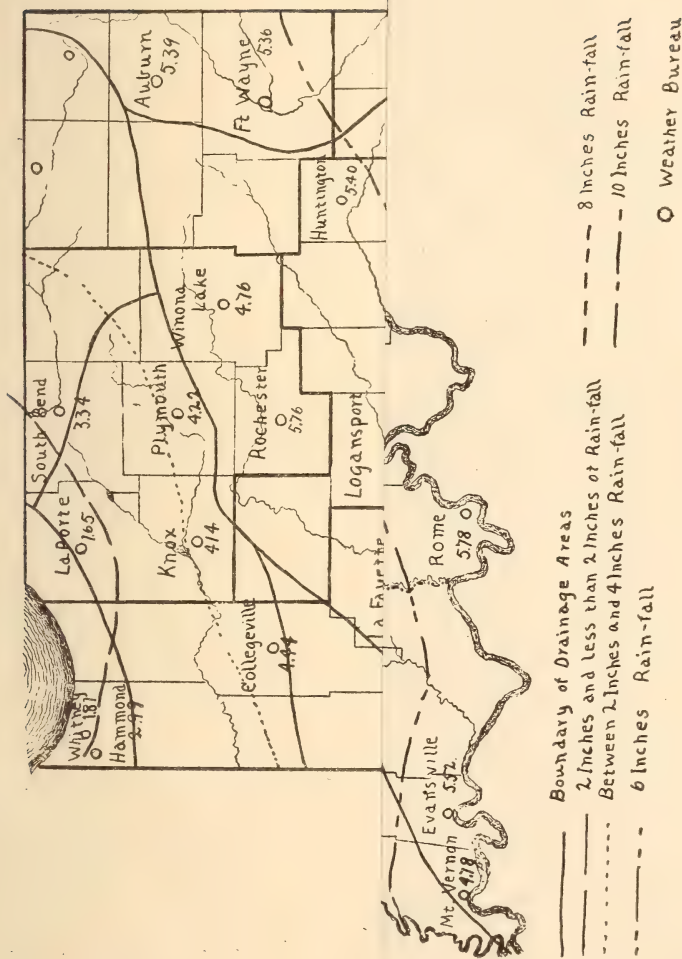 Whitney
1.87
Hammond
2.99
LaPorte
1.65
South Bend
3.34
Auburn
5.39
Knox
4.14
Plymouth
4.22
Winona
Lake
4.76
Ft Wayne
5.36
Collegeville
4.44
Rochester
5.76
Huntington
5.40
La Fayette
Logansport
Mt. Vernon
4.78
Evansville
5.52
Rome
5.78
Boundary of Drainage Areas
2 Inches and less than 2 Inches of Rain-fall
Between 2 Inches and 4 Inches Rain-fall
6 Inches Rain-fall
8 Inches Rain-fall
10 Inches Rain-fall
Weather Bureau